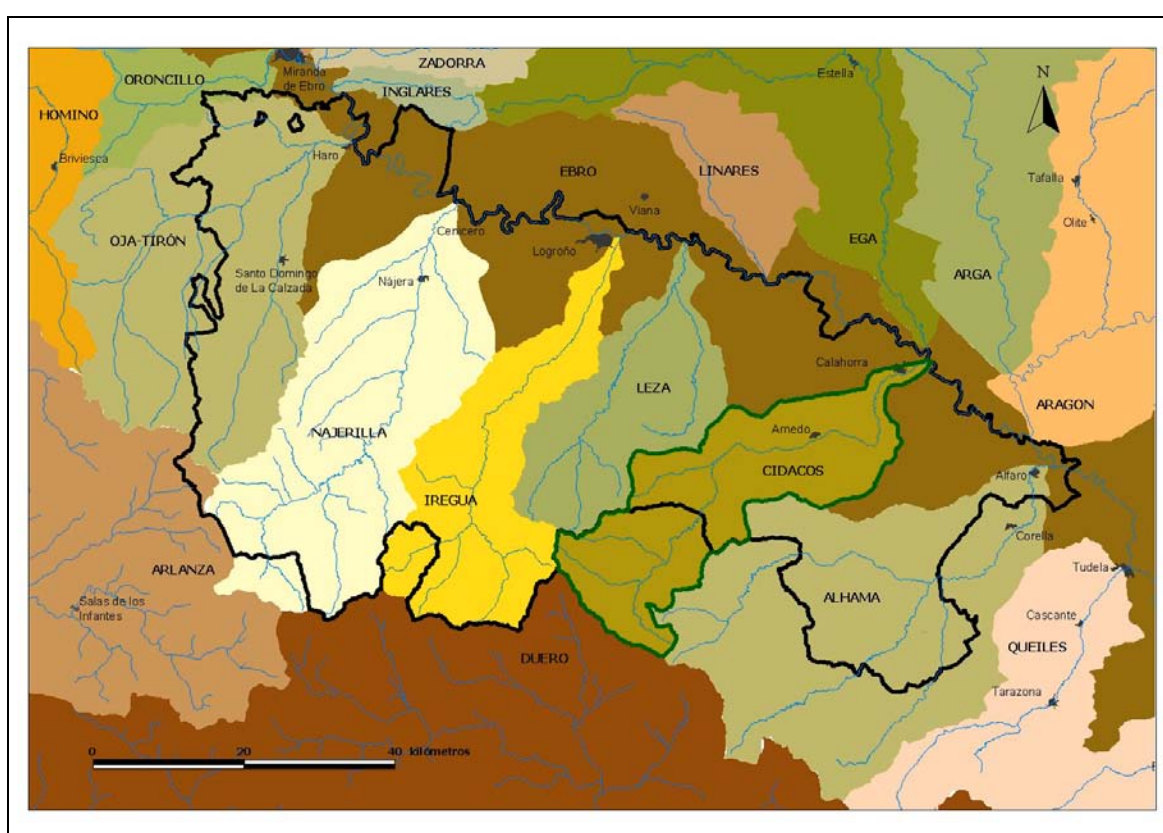 ZADORRA
ORONCILLO
Miranda
de Ebro
Estella
INGLARES
N
HOMINO
Haro
Briviesca
EBRO
LINARES
Tafalla
Viana
Olite
OJA-TIRÓN
Cenicero
Logroño
EGA
Santo Domingo
de La Calzada
Nájera
ARGA
Calahorra
LEZA
ARAGON
NAJERILLA
Arnedo
CIDACOS
IREGUA
Alfaro
Corella
ARLANZA
Tudela
Salas de los
Infantes
ALHAMA
Cascante
DUERO
QUEILES
Tarazona
0 20 40 kilómetros